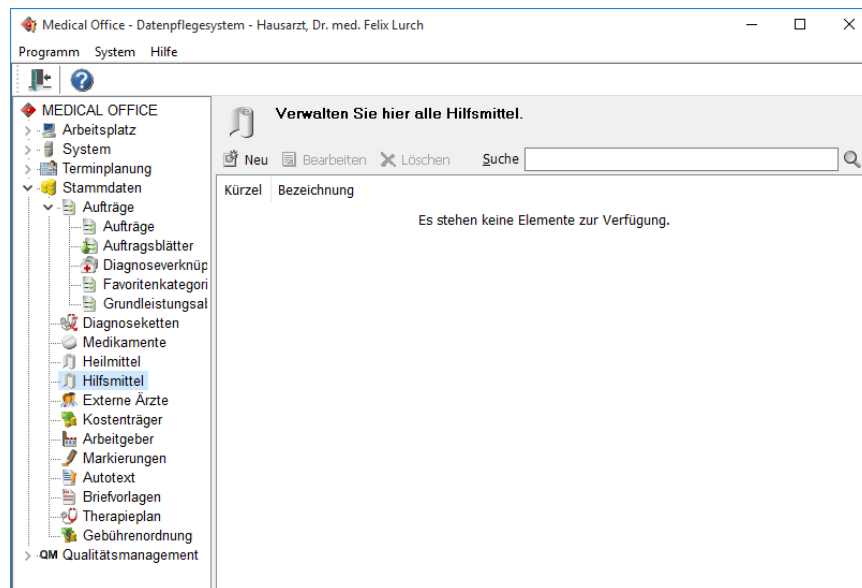 Medical Office - Datenpflegesystem - Hausarzt, Dr. med. Felix Lurch
Programm System Hilfe
MEDICAL OFFICE
Arbeitsplatz
System
Terminplanung
Stammdaten
Aufträge
Aufträge
Auftragsblätter
Diagnoseverknüp
Favoritenkategori
Grundleistungsal
Diagnoseketten
Medikamente
Heilmittel
Hilfsmittel
Externe Ärzte
Kostenträger
Arbeitgeber
Markierungen
Autotext
Briefvorlagen
Therapieplan
Gebührenordnung
QM Qualitätsmanagement
Verwalten Sie hier alle Hilfsmittel.
Neu Bearbeiten Löschen Suche
Kürzel Bezeichnung
Es stehen keine Elemente zur Verfügung.